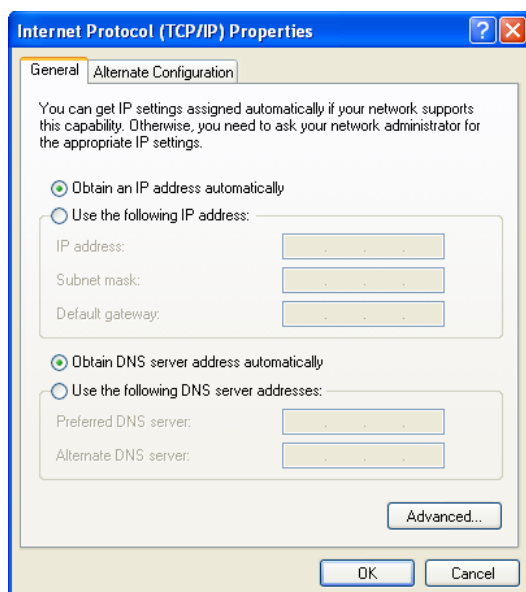 Internet Protocol (TCP/IP) Properties
General
Alternate Configuration
You can get IP settings assigned automatically if your network supports
this capability. Otherwise, you need to ask your network administrator for
the appropriate IP settings.
Obtain an IP address automatically
Use the following IP address:
IP address:
Subnet mask:
Default gateway:
Obtain DNS server address automatically
Use the following DNS server addresses:
Preferred DNS server:
Alternate DNS server:
Advanced...
OK
Cancel